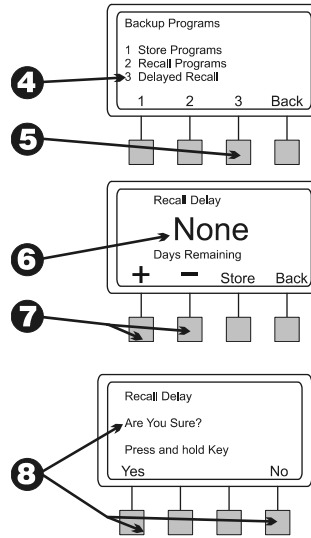 Backup Programs
1 Store Programs
2 Recall Programs
4 3 Delayed Recall
1 2 3 Back
5
Recall Delay
6 None
Days Remaining
+ − Store Back
7
Recall Delay
Are You Sure?
Press and hold Key
8 Yes No